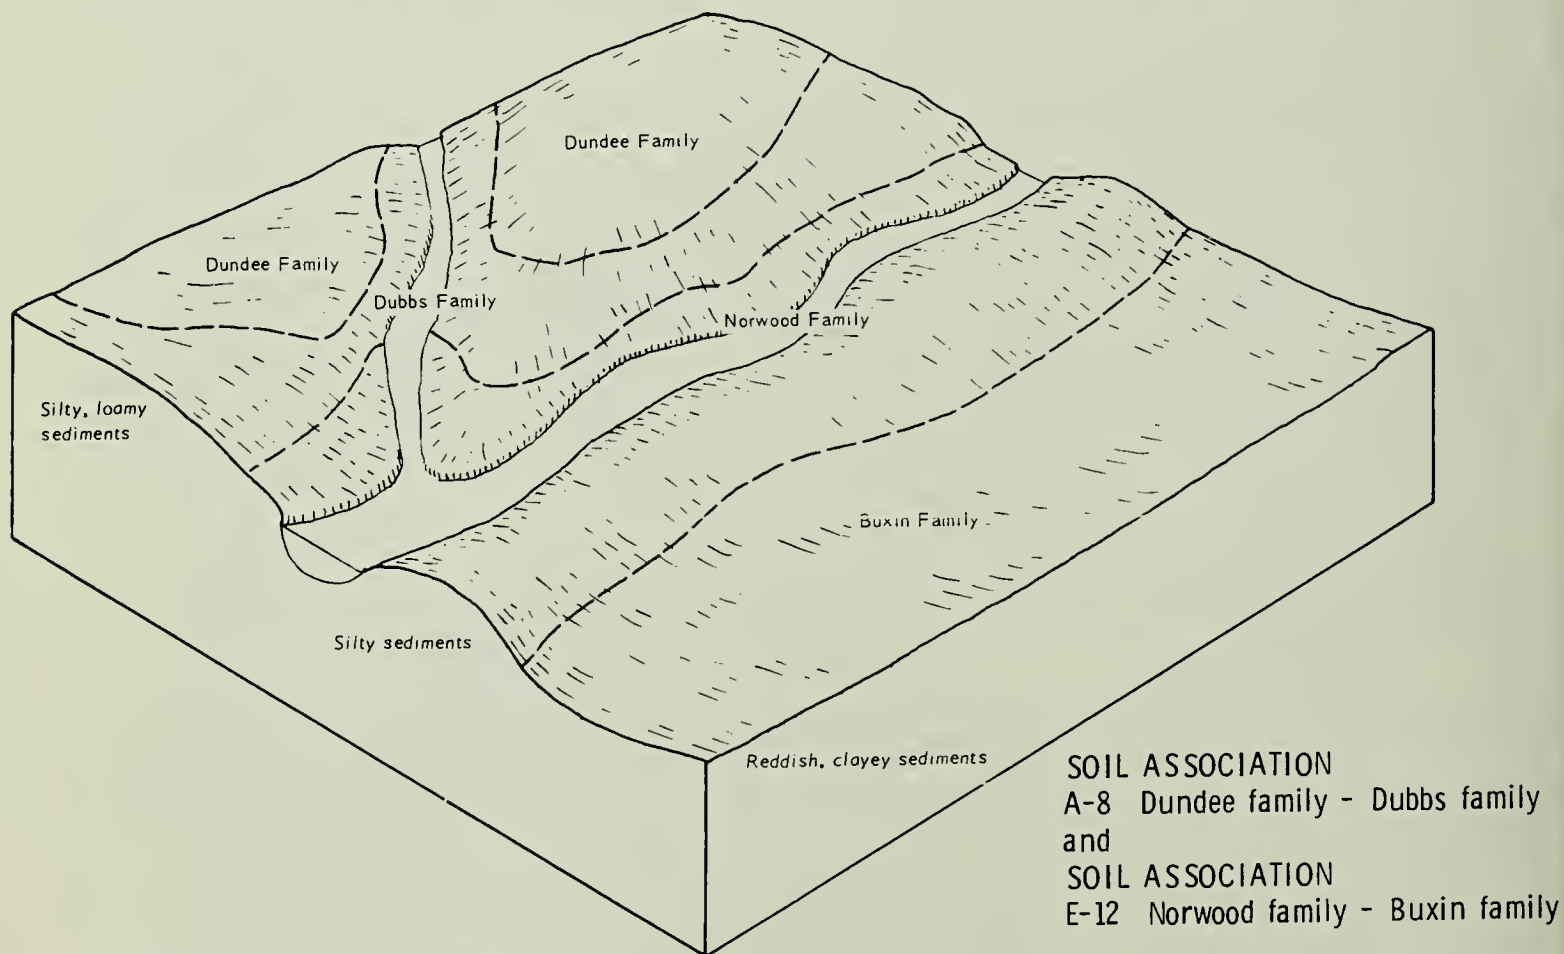 Dundee Family
Dundee Family
Dubbs Family
Norwood Family
Silty, loamy
sediments
Buxin Family
Silty sediments
Reddish, clayey sediments
SOIL ASSOCIATION
A-8 Dundee family - Dubbs family
and
SOIL ASSOCIATION
E-12 Norwood family - Buxin family